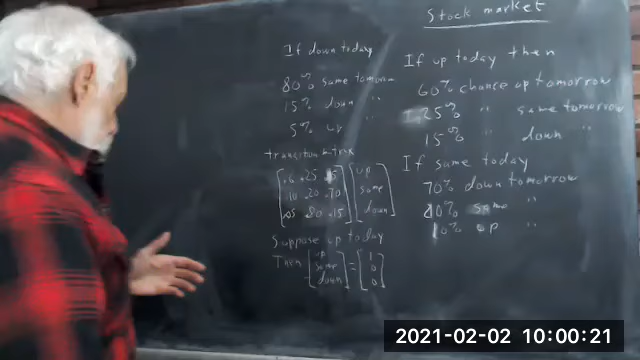 Stock market
If down today
80% same tomorrow
15% down "
5% up "
If up today then
60% chance up tomorrow
25% " same tomorrow
15% " down "
If same today
70% down tomorrow
20% same "
10% up "
transition matrix
.6 .25 .15 up
.10 .20 .70 same
.05 .80 .15 down
Suppose up today
Then up 1
same = 0
down 0
2021-02-02 10:00:21